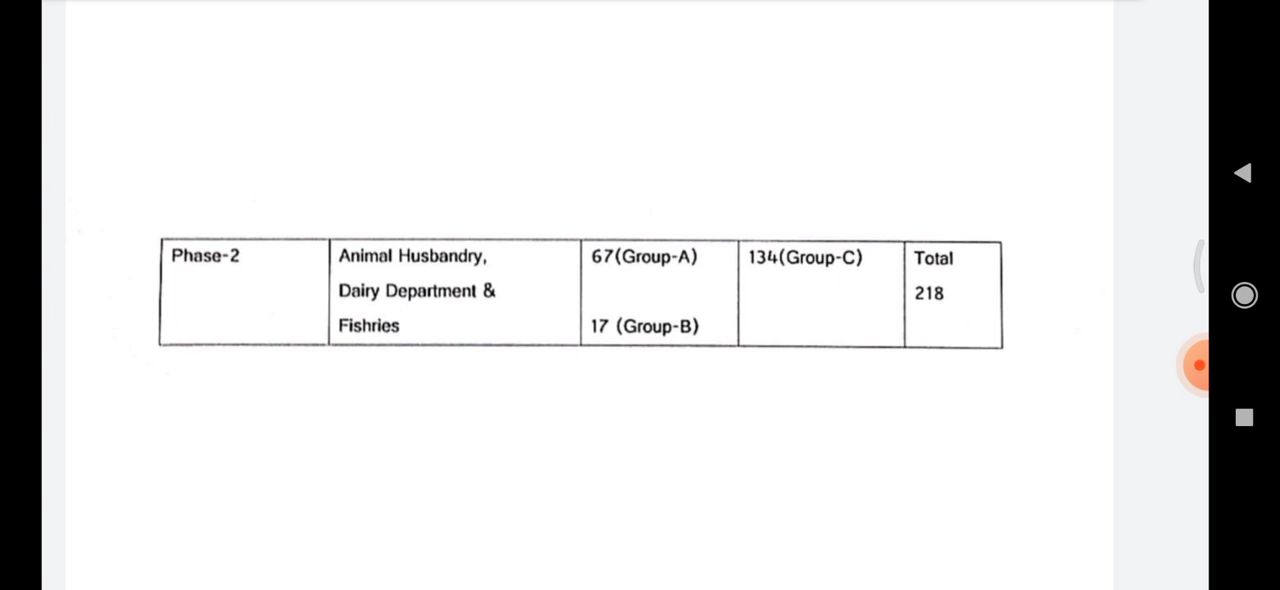 Phase-2
Animal Husbandry,
Dairy Department &
Fishries
67(Group-A)
17 (Group-B)
134(Group-C)
Total
218